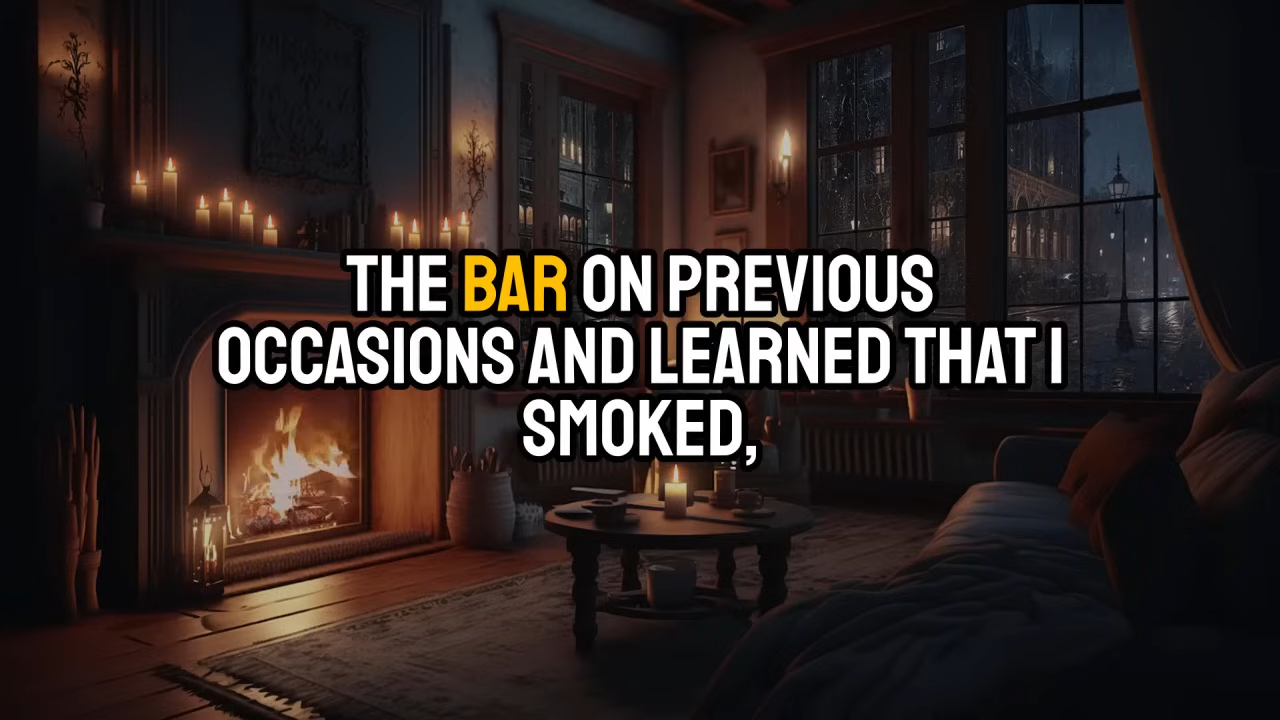 THE BAR ON PREVIOUS
OCCASIONS AND LEARNED THAT I
SMOKED,